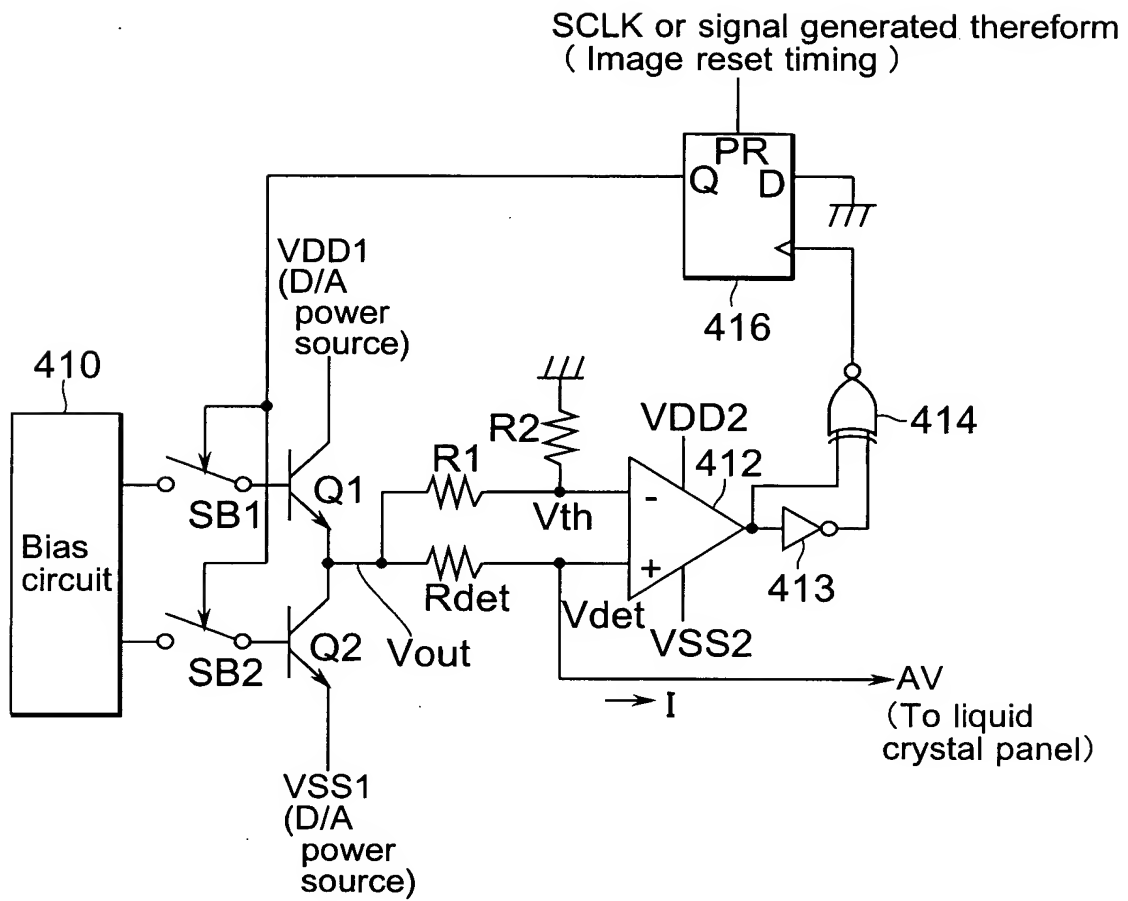 SCLK or signal generated thereform
( Image reset timing )
PR
Q
D
VDD1
(D/A
power
source)
416
410
414
R2
VDD2
412
R1
Q1
SB1
Vth
-
Bias
circuit
+
413
Rdet
Vdet
Q2
Vout
VSS2
SB2
I
AV
(To liquid
crystal panel)
VSS1
(D/A
power
source)